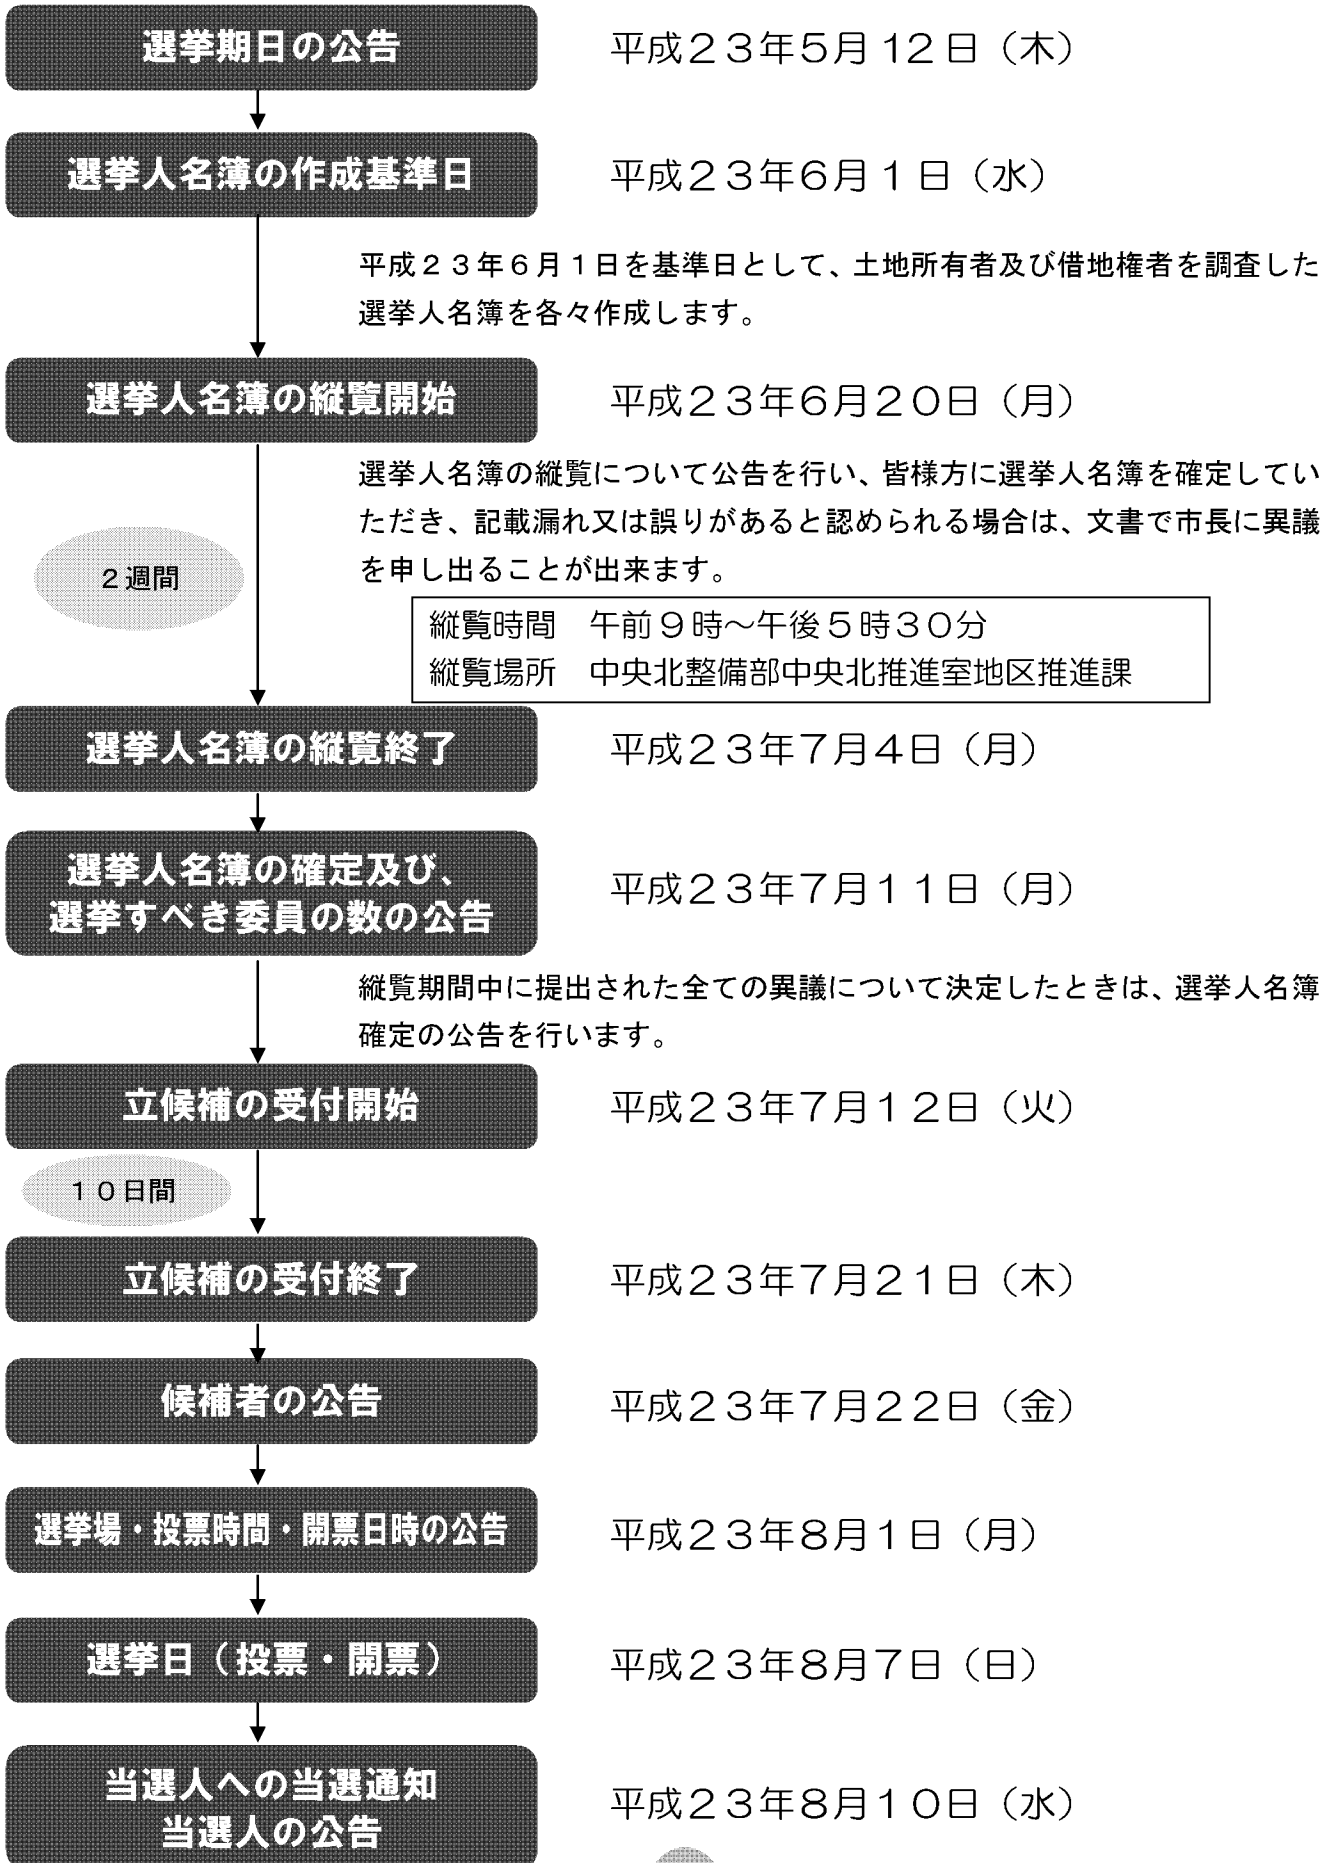 選挙期日の公告
平成２３年５月１２日（木）
選挙人名簿の作成基準日
平成２３年６月１日（水）
平成２３年６月１日を基準日として、土地所有者及び借地権者を調査した
選挙人名簿を各々作成します。
選挙人名簿の縦覧開始
平成２３年６月２０日（月）
選挙人名簿の縦覧について公告を行い、皆様方に選挙人名簿を確定してい
ただき、記載漏れ又は誤りがあると認められる場合は、文書で市長に異議
を申し出ることが出来ます。
２週間
縦覧時間　午前９時～午後５時３０分
縦覧場所　中央北整備部中央北推進室地区推進課
選挙人名簿の縦覧終了
平成２３年７月４日（月）
選挙人名簿の確定及び、
選挙すべき委員の数の公告
平成２３年７月１１日（月）
縦覧期間中に提出された全ての異議について決定したときは、選挙人名簿
確定の公告を行います。
立候補の受付開始
平成２３年７月１２日（火）
１０日間
立候補の受付終了
平成２３年７月２１日（木）
候補者の公告
平成２３年７月２２日（金）
選挙場・投票時間・開票日時の公告
平成２３年８月１日（月）
選挙日（投票・開票）
平成２３年８月７日（日）
当選人への当選通知
当選人の公告
平成２３年８月１０日（水）